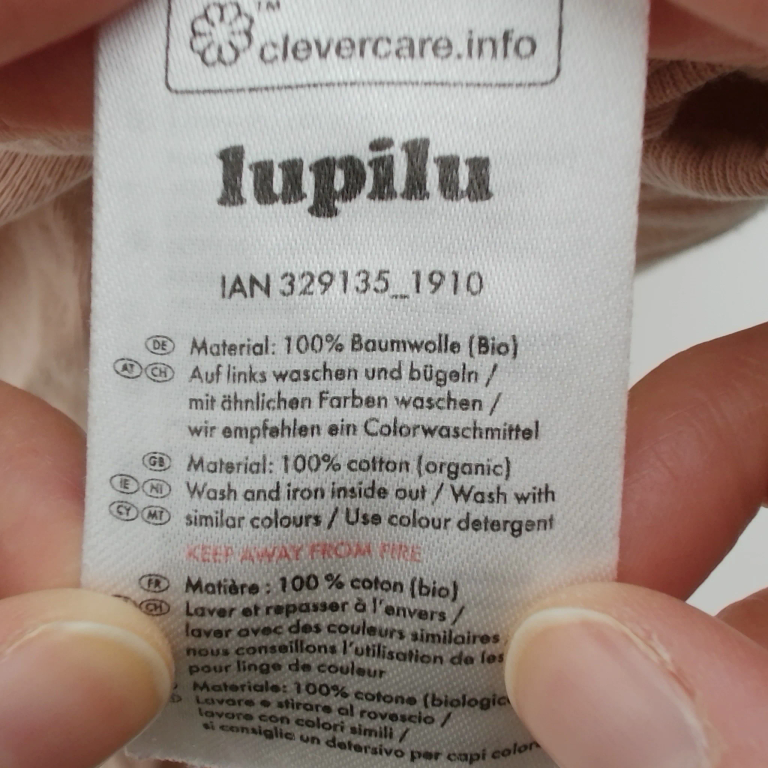 ™
clevercare.info
lupilu
IAN 329135_1910
DE Material: 100% Baumwolle (Bio)
AT CH Auf links waschen und bügeln /
mit ähnlichen Farben waschen /
wir empfehlen ein Colorwaschmittel
GB Material: 100% cotton (organic)
IE NI Wash and iron inside out / Wash with
CY MT similar colours / Use colour detergent
KEEP AWAY FROM FIRE
FR Matière : 100 % coton (bio)
CH Laver et repasser à l'envers /
laver avec des couleurs similaires
nous conseillons l'utilisation de
pour linge de couleur
Materiale: 100% cotone
Lavare e stirare al rovescio /
lavare con colori simili /
si consiglia un detersivo per capi